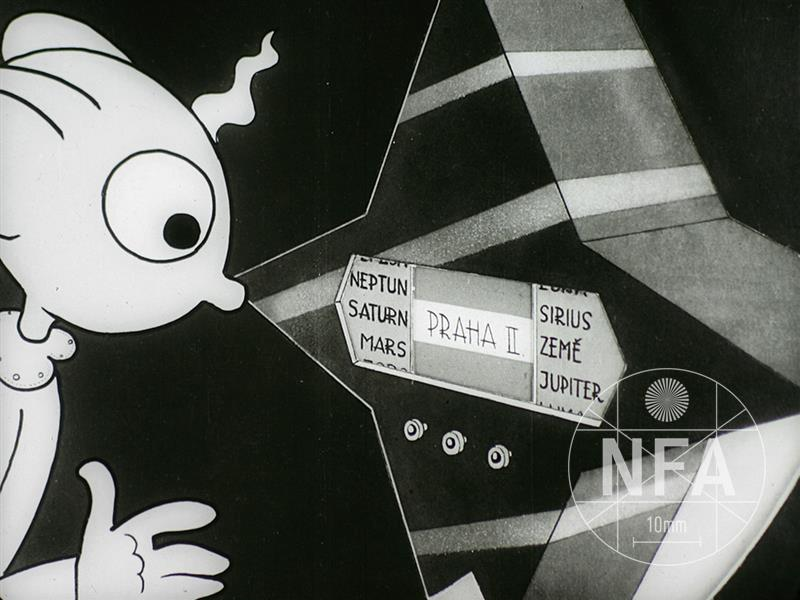 NEPTUN
SATURN
MARS
PRAHA II.
SIRIUS
ZEMĚ
JUPITER
NFA
10mm